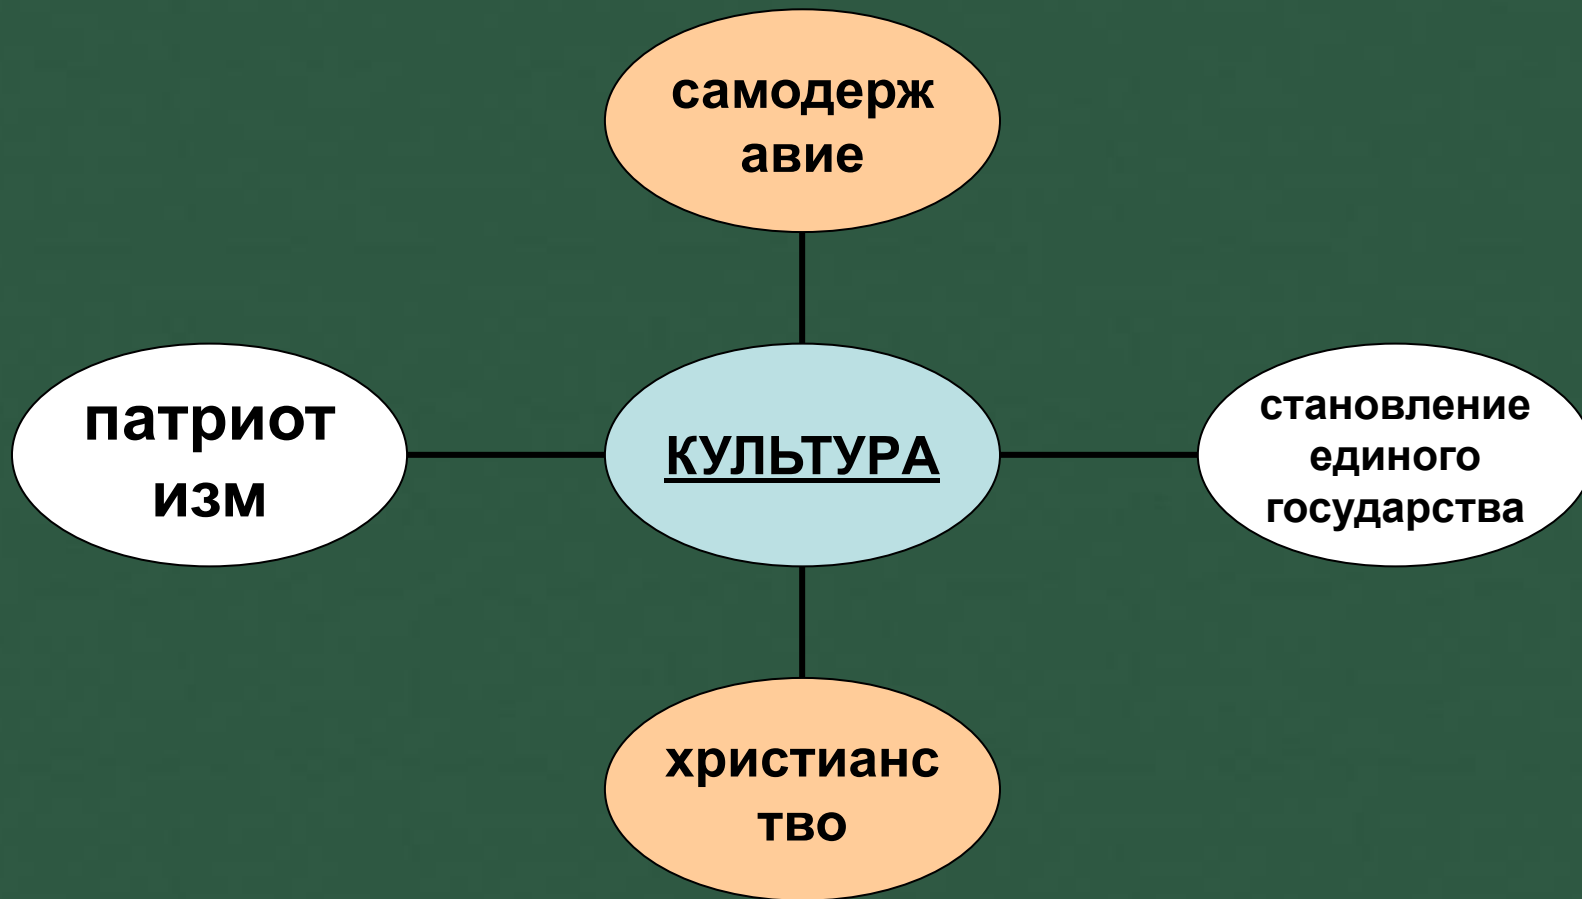 самодерж
авие
патриот
изм
КУЛЬТУРА
становление
единого
государства
христианс
тво